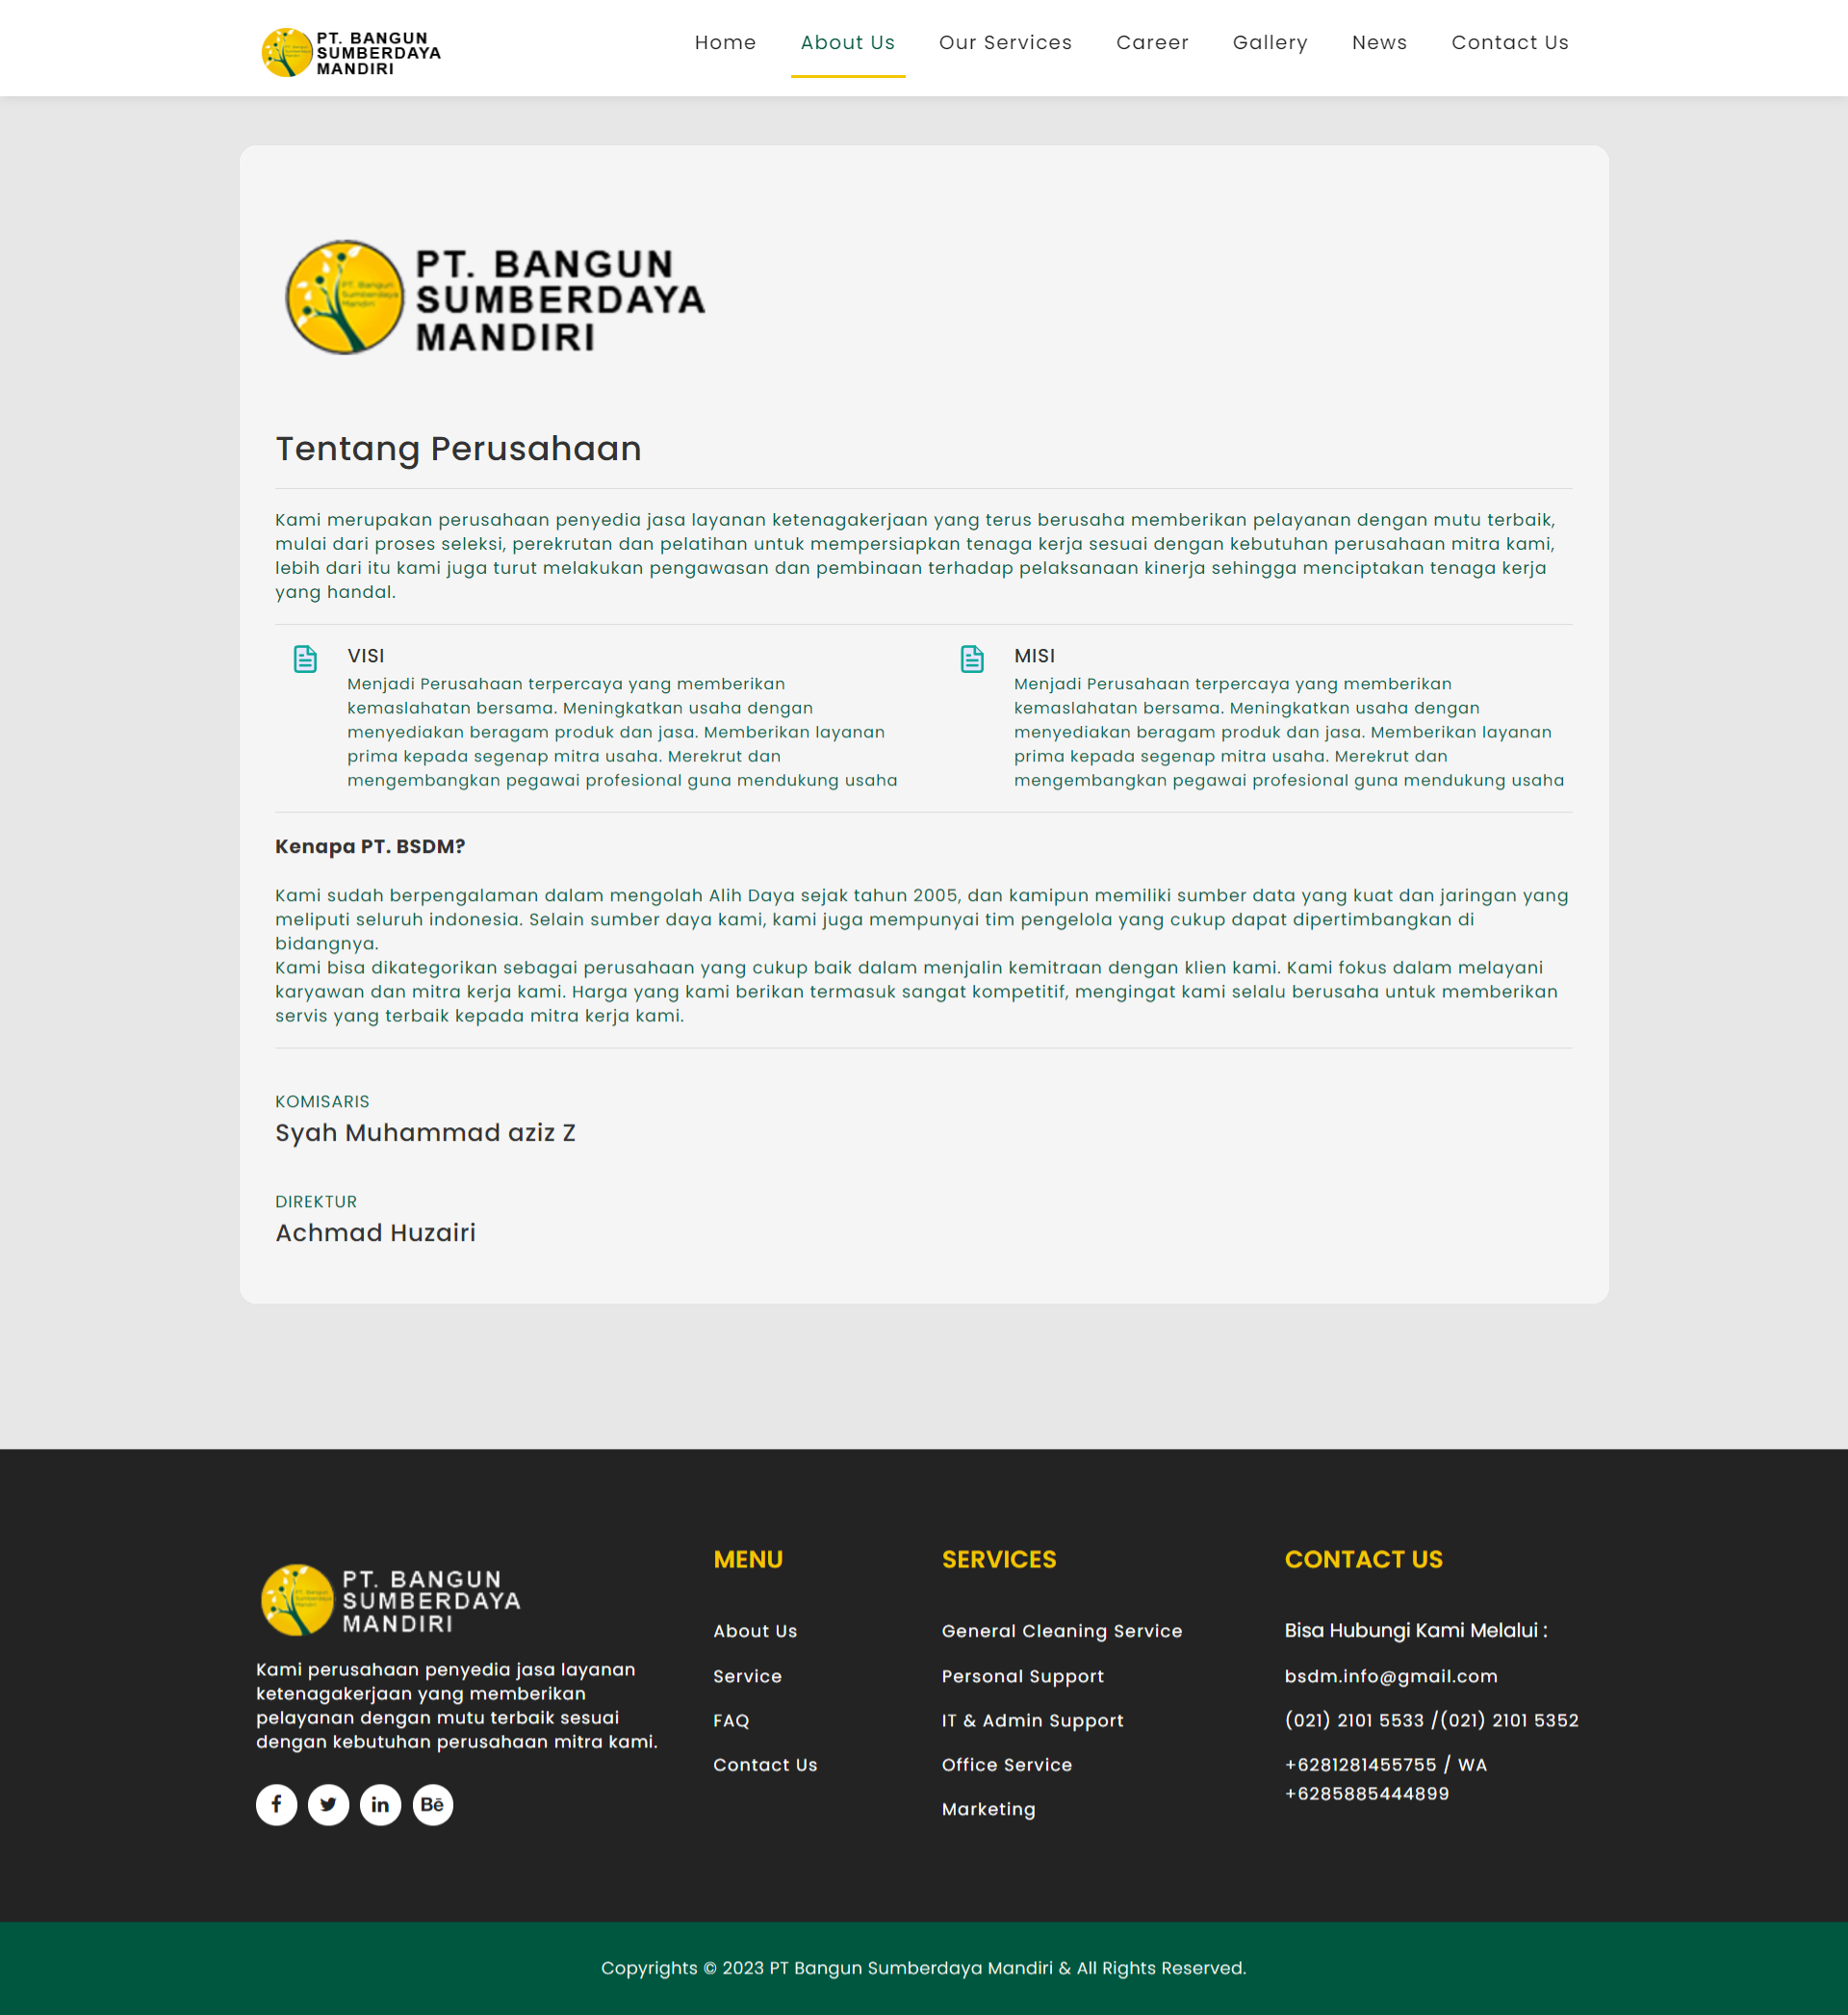 PT. BANGUN
SUMBERDAYA
MANDIRI
Home
About Us
Our Services
Career
Gallery
News
Contact Us
PT. Bangun
Sumberdaya
Mandiri
PT. BANGUN
SUMBERDAYA
MANDIRI
Tentang Perusahaan
Kami merupakan perusahaan penyedia jasa layanan ketenagakerjaan yang terus berusaha memberikan pelayanan dengan mutu terbaik,
mulai dari proses seleksi, perekrutan dan pelatihan untuk mempersiapkan tenaga kerja sesuai dengan kebutuhan perusahaan mitra kami,
lebih dari itu kami juga turut melakukan pengawasan dan pembinaan terhadap pelaksanaan kinerja sehingga menciptakan tenaga kerja
yang handal.
VISI
Menjadi Perusahaan terpercaya yang memberikan
kemaslahatan bersama. Meningkatkan usaha dengan
menyediakan beragam produk dan jasa. Memberikan layanan
prima kepada segenap mitra usaha. Merekrut dan
mengembangkan pegawai profesional guna mendukung usaha
MISI
Menjadi Perusahaan terpercaya yang memberikan
kemaslahatan bersama. Meningkatkan usaha dengan
menyediakan beragam produk dan jasa. Memberikan layanan
prima kepada segenap mitra usaha. Merekrut dan
mengembangkan pegawai profesional guna mendukung usaha
Kenapa PT. BSDM?
Kami sudah berpengalaman dalam mengolah Alih Daya sejak tahun 2005, dan kamipun memiliki sumber data yang kuat dan jaringan yang
meliputi seluruh indonesia. Selain sumber daya kami, kami juga mempunyai tim pengelola yang cukup dapat dipertimbangkan di
bidangnya.
Kami bisa dikategorikan sebagai perusahaan yang cukup baik dalam menjalin kemitraan dengan klien kami. Kami fokus dalam melayani
karyawan dan mitra kerja kami. Harga yang kami berikan termasuk sangat kompetitif, mengingat kami selalu berusaha untuk memberikan
servis yang terbaik kepada mitra kerja kami.
KOMISARIS
Syah Muhammad aziz Z
DIREKTUR
Achmad Huzairi
PT. BANGUN
SUMBERDAYA
MANDIRI
Kami perusahaan penyedia jasa layanan
ketenagakerjaan yang memberikan
pelayanan dengan mutu terbaik sesuai
dengan kebutuhan perusahaan mitra kami.
f
in
Bē
MENU
About Us
Service
FAQ
Contact Us
SERVICES
General Cleaning Service
Personal Support
IT & Admin Support
Office Service
Marketing
CONTACT US
Bisa Hubungi Kami Melalui :
bsdm.info@gmail.com
(021) 2101 5533 /(021) 2101 5352
+6281281455755 / WA
+6285885444899
Copyrights © 2023 PT Bangun Sumberdaya Mandiri & All Rights Reserved.